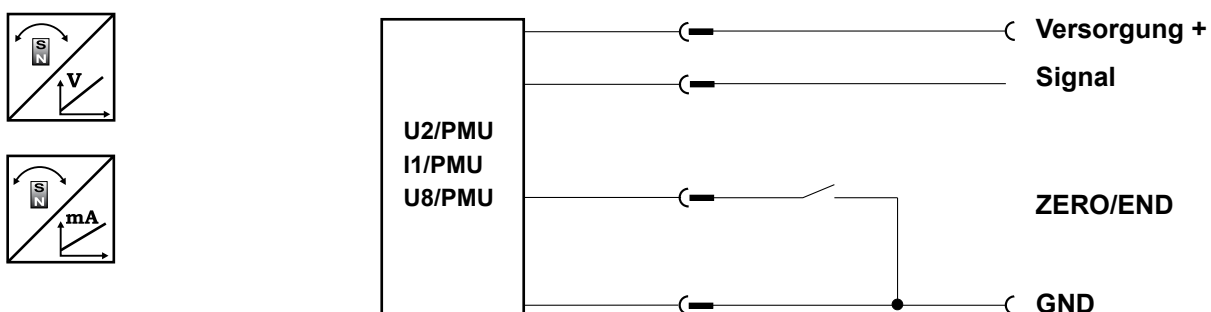 S
N
V
S
N
mA
U2/PMU
I1/PMU
U8/PMU
Versorgung +
Signal
ZERO/END
GND